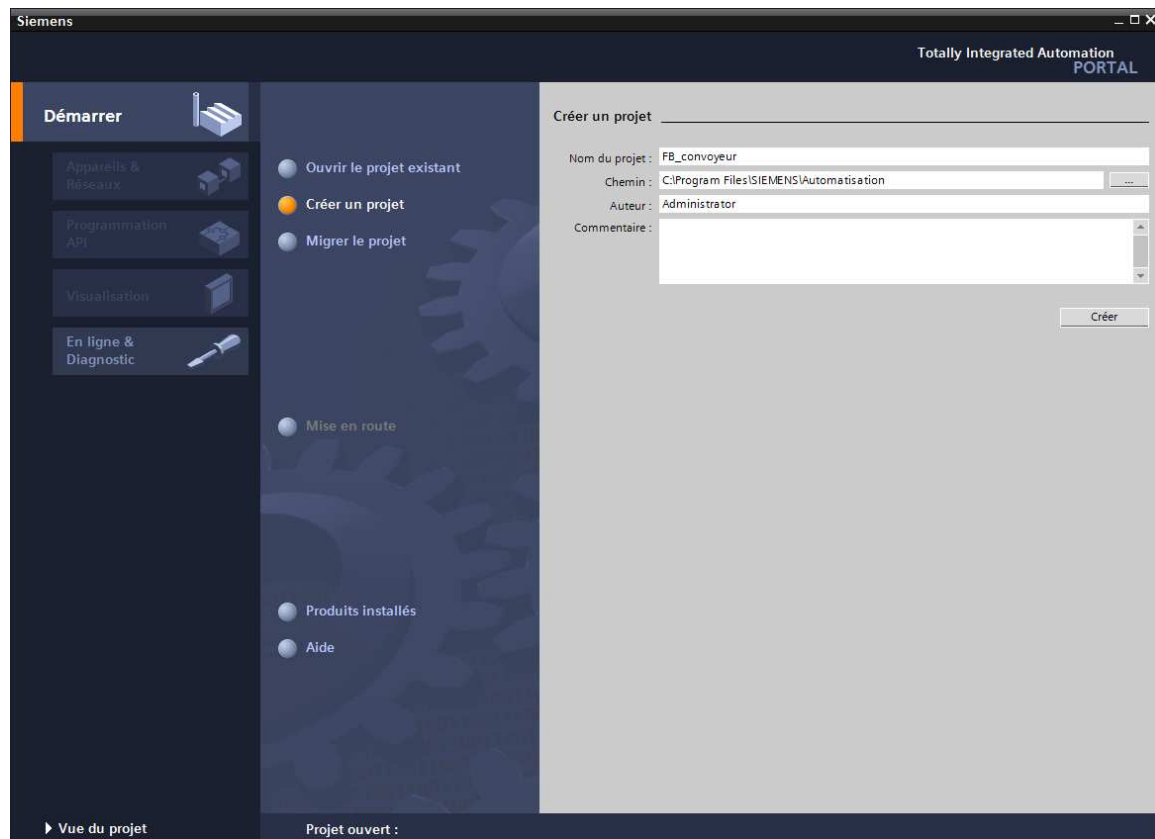 Siemens
Totally Integrated Automation
PORTAL
Démarrer
Appareils &
Réseaux
Programmation
API
Visualisation
En ligne &
Diagnostic
Ouvrir le projet existant
Créer un projet
Migrer le projet
Mise en route
Produits installés
Aide
Créer un projet
Nom du projet : FB_convoyeur
Chemin : C:\Program Files\SIEMENS\Automatisation
...
Auteur : Administrator
Commentaire :
Créer
Vue du projet
Projet ouvert :